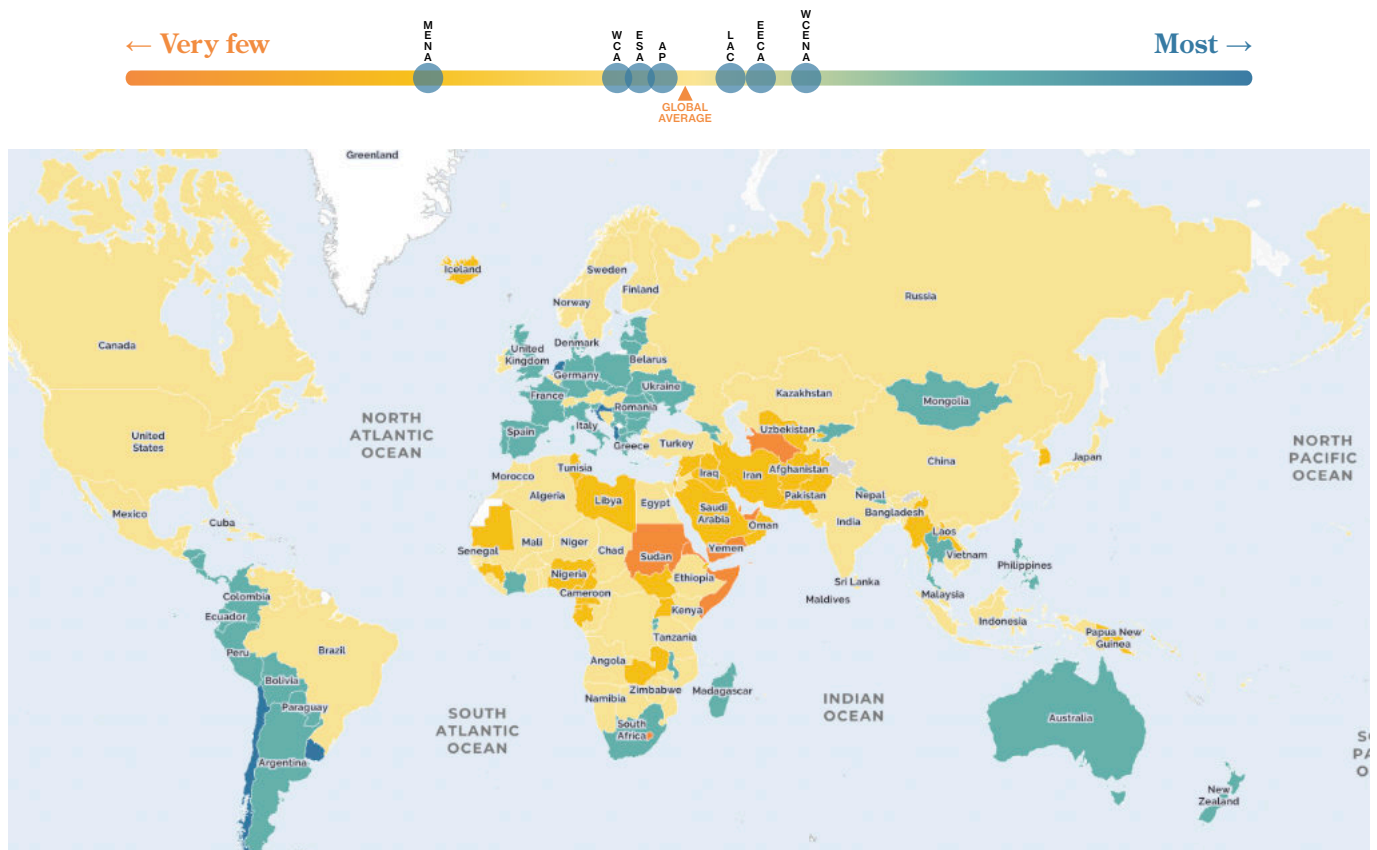 ← Very few
Most →
MENA
WCA
ESA
AP
LAC
EECA
WCENA
GLOBAL
AVERAGE
Greenland
Iceland
Sweden
Finland
Norway
Russia
Canada
United
Kingdom
Denmark
Belarus
Germany
Ukraine
France
Romania
Kazakhstan
Mongolia
NORTH
ATLANTIC
OCEAN
United
States
Spain
Italy
Greece
Turkey
Uzbekistan
NORTH
PACIFIC
OCEAN
China
Japan
Tunisia
Morocco
Iraq
Iran
Afghanistan
Algeria
Libya
Egypt
Pakistan
Nepal
Mexico
Cuba
Saudi
Arabia
Oman
India
Bangladesh
Laos
Senegal
Mali
Niger
Chad
Sudan
Yemen
Vietnam
Philippines
Nigeria
Cameroon
Ethiopia
Sri Lanka
Maldives
Malaysia
Colombia
Ecuador
Kenya
Indonesia
Papua New
Guinea
Tanzania
Peru
Brazil
Angola
Bolivia
Zimbabwe
Madagascar
Namibia
Paraguay
INDIAN
OCEAN
Australia
SOUTH
ATLANTIC
OCEAN
South
Africa
Argentina
New
Zealand
S
PA
O